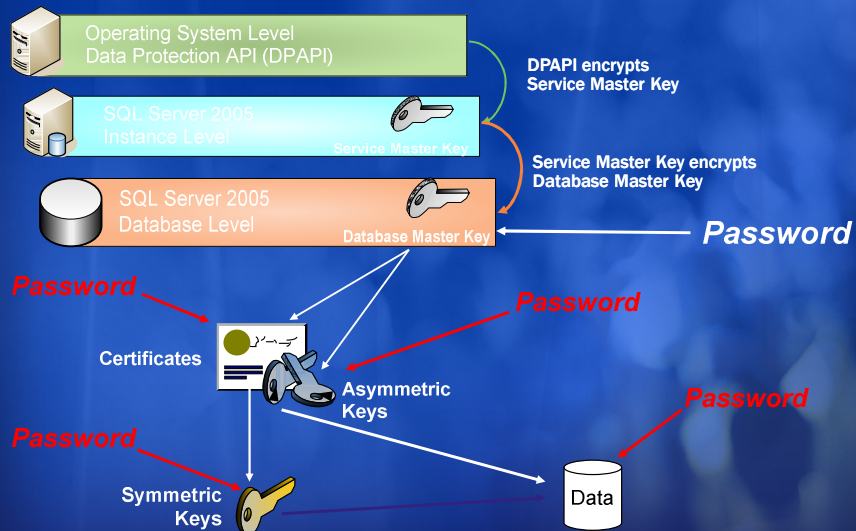 Operating System Level
Data Protection API (DPAPI)
DPAPI encrypts
Service Master Key
SQL Server 2005
Instance Level
Service Master Key
Service Master Key encrypts
Database Master Key
SQL Server 2005
Database Level
Database Master Key
Password
Password
Password
Certificates
Asymmetric
Keys
Password
Password
Symmetric
Keys
Data